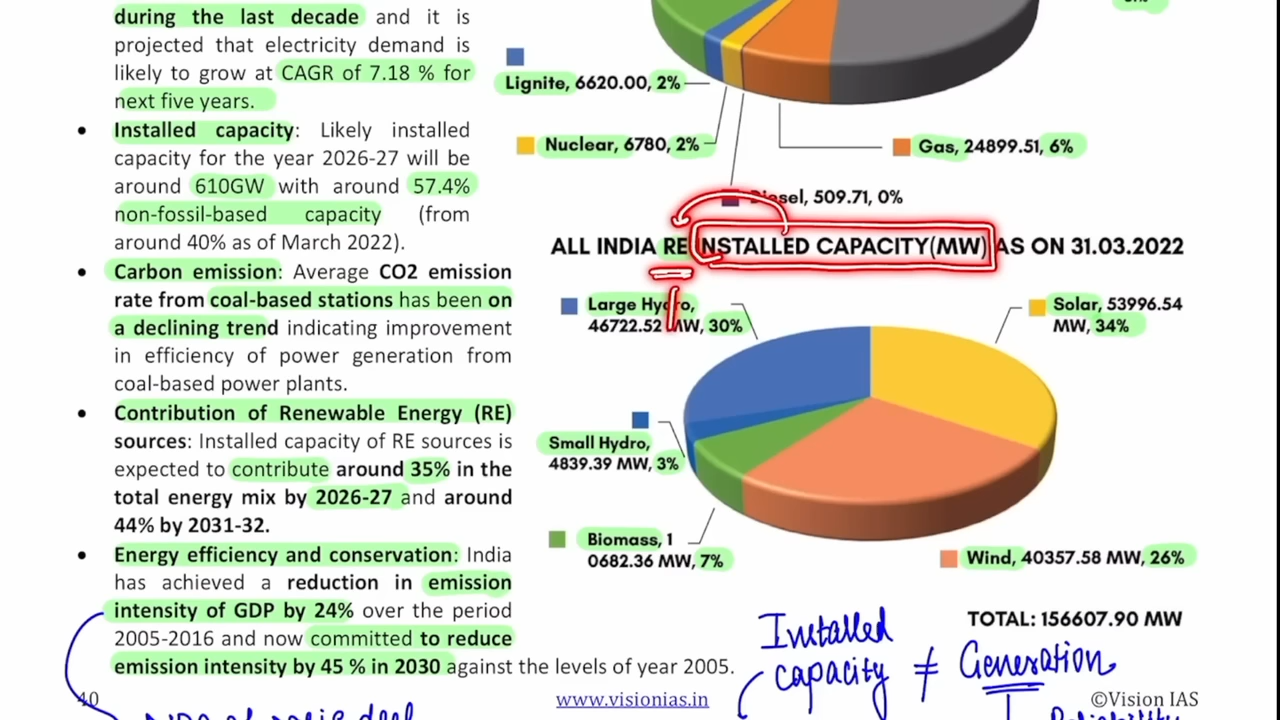 during the last decade and it is
projected that electricity demand is
likely to grow at CAGR of 7.18 % for
next five years.
• Installed capacity: Likely installed
capacity for the year 2026-27 will be
around 610GW with around 57.4%
non-fossil-based capacity (from
around 40% as of March 2022).
• Carbon emission: Average CO2 emission
rate from coal-based stations has been on
a declining trend indicating improvement
in efficiency of power generation from
coal-based power plants.
• Contribution of Renewable Energy (RE)
sources: Installed capacity of RE sources is
expected to contribute around 35% in the
total energy mix by 2026-27 and around
44% by 2031-32.
• Energy efficiency and conservation: India
has achieved a reduction in emission
intensity of GDP by 24% over the period
2005-2016 and now committed to reduce
emission intensity by 45 % in 2030 against the levels of year 2005.
Lignite, 6620.00, 2%
Nuclear, 6780, 2%
Gas, 24899.51, 6%
Diesel, 509.71, 0%
ALL INDIA RE INSTALLED CAPACITY(MW) AS ON 31.03.2022
Large Hydro,
46722.52 MW, 30%
Solar, 53996.54
MW, 34%
Small Hydro,
4839.39 MW, 3%
Biomass, 1
0682.36 MW, 7%
Wind, 40357.58 MW, 26%
TOTAL: 156607.90 MW
Installed
capacity ≠ Generation
40
www.visionias.in
©Vision IAS
Reliability